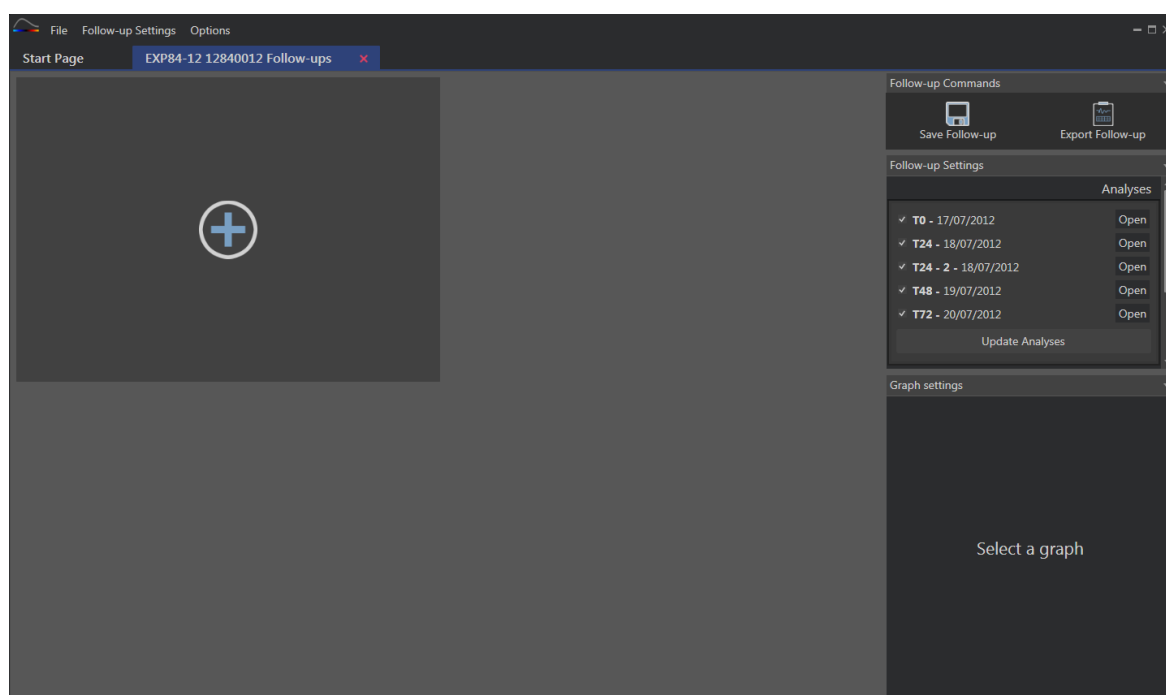 File Follow-up Settings Options
Start Page EXP84-12 12840012 Follow-ups
Follow-up Commands
Save Follow-up Export Follow-up
Follow-up Settings
Analyses
T0 - 17/07/2012 Open
T24 - 18/07/2012 Open
T24 - 2 - 18/07/2012 Open
T48 - 19/07/2012 Open
T72 - 20/07/2012 Open
Update Analyses
Graph settings
Select a graph